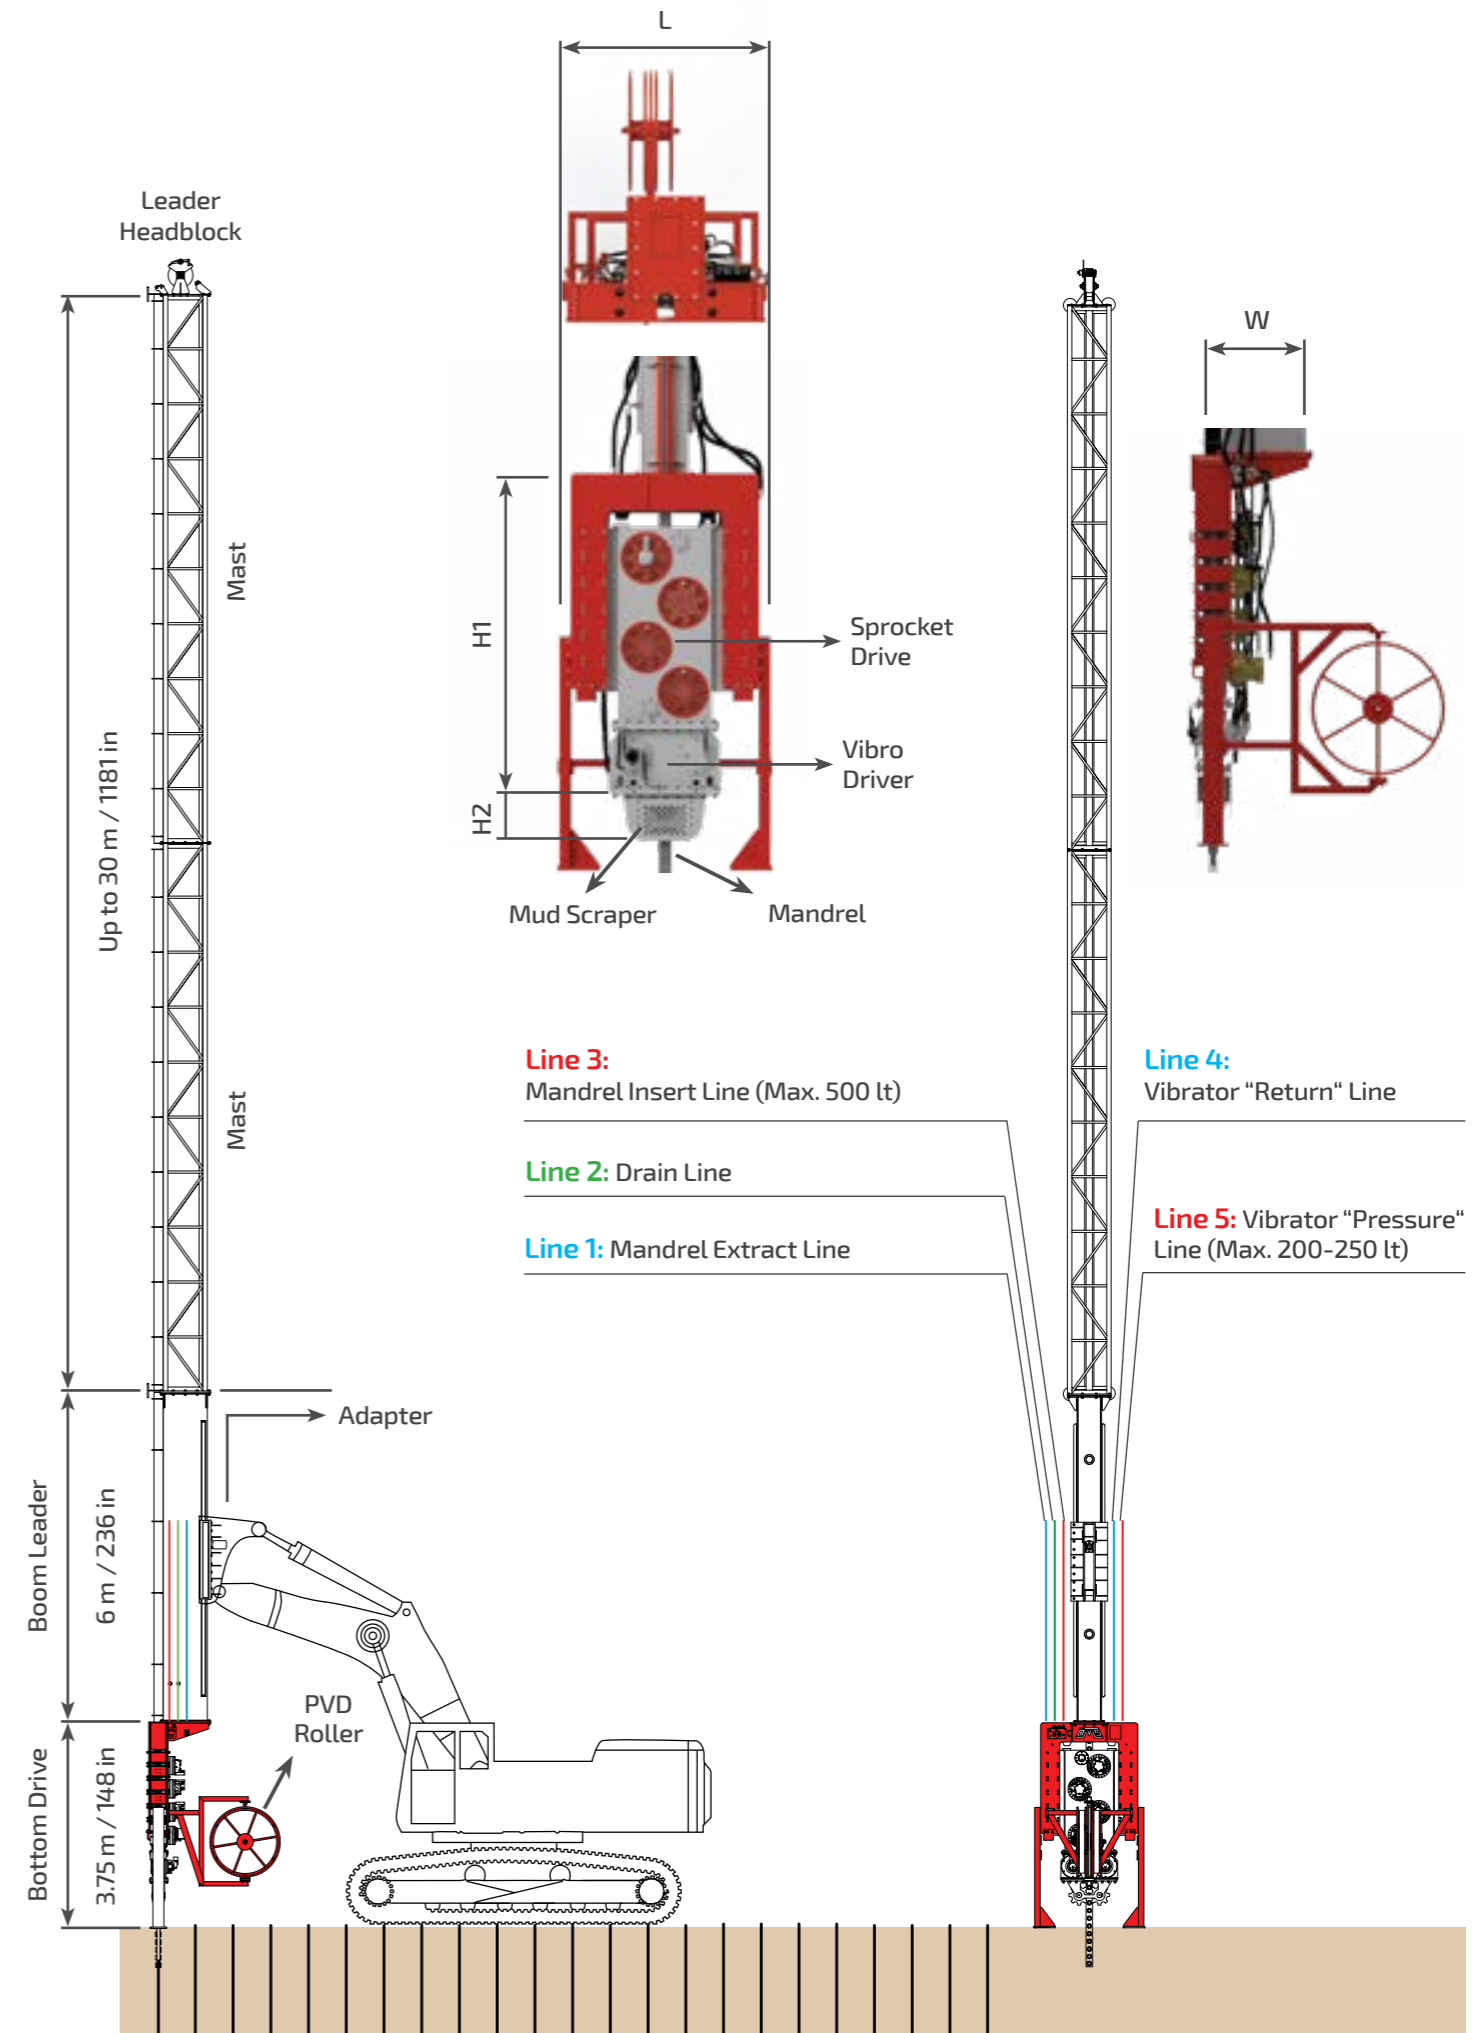 L
Leader
Headblock
W
Mast
Up to 30 m / 1181 in
Mast
H1
H2
Sprocket
Drive
Vibro
Driver
Mud Scraper
Mandrel
Line 3:
Mandrel Insert Line (Max. 500 lt)
Line 2: Drain Line
Line 1: Mandrel Extract Line
Line 4:
Vibrator “Return” Line
Line 5: Vibrator “Pressure“
Line (Max. 200-250 lt)
Adapter
Boom Leader
6 m / 236 in
PVD
Roller
Bottom Drive
3.75 m / 148 in